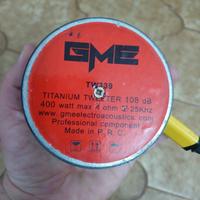 GME
TW139
TITANIUM TWEETER 108 dB
400 watt max 4 ohm 2-25KHz
www.gmeelectroacoustics.com
Professional component
Made in P. R. C.